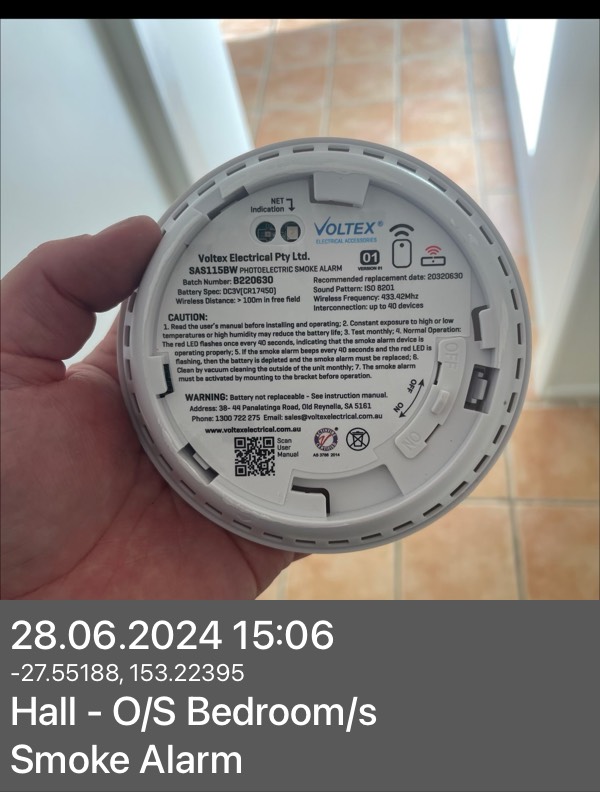 NET
Indication
VOLTEX®
ELECTRICAL ACCESSORIES
Voltex Electrical Pty Ltd.
SAS115BW PHOTOELECTRIC SMOKE ALARM
01
VERSION 01
Batch Number: B220630
Battery Spec: DC3V(CR17450)
Wireless Distance: > 100m in free field
Recommended replacement date: 20320630
Sound Pattern: ISO 8201
Wireless Frequency: 433.42Mhz
Interconnection: up to 40 devices
CAUTION:
1. Read the user's manual before installing and operating; 2. Constant exposure to high or low
temperatures or high humidity may reduce the battery life; 3. Test monthly; 4. Normal Operation:
The red LED flashes once every 40 seconds, indicating that the smoke alarm device is
operating properly; 5. If the smoke alarm beeps every 40 seconds and the red LED is
flashing, then the battery is depleted and the smoke alarm must be replaced; 6.
Clean by vacuum cleaning the outside of the unit monthly; 7. The smoke alarm
must be activated by mounting to the bracket before operation.
OFF
OFF
ON
ON
WARNING: Battery not replaceable - See instruction manual.
Address: 38- 44 Panalatinga Road, Old Reynella, SA 5161
Phone: 1300 722 275 Email: sales@voltexelectrical.com.au
www.voltexelectrical.com.au
Scan
User
Manual
AS 3786 2014
28.06.2024 15:06
-27.55188, 153.22395
Hall - O/S Bedroom/s
Smoke Alarm